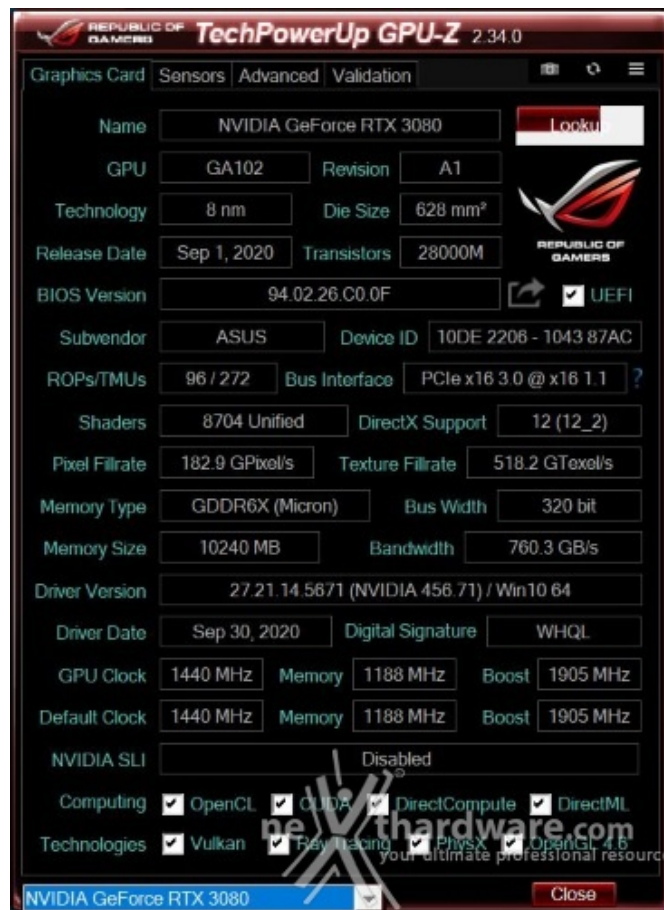 REPUBLIC OF GAMERS TechPowerUp GPU-Z 2.34.0
Graphics Card Sensors Advanced Validation
Name NVIDIA GeForce RTX 3080 Lookup
GPU GA102 Revision A1
Technology 8 nm Die Size 628 mm²
Release Date Sep 1, 2020 Transistors 28000M
REPUBLIC OF GAMERS
BIOS Version 94.02.26.C0.0F UEFI
Subvendor ASUS Device ID 10DE 2206 - 1043 87AC
ROPs/TMUs 96 / 272 Bus Interface PCIe x16 3.0 @ x16 1.1 ?
Shaders 8704 Unified DirectX Support 12 (12_2)
Pixel Fillrate 182.9 GPixel/s Texture Fillrate 518.2 GTexel/s
Memory Type GDDR6X (Micron) Bus Width 320 bit
Memory Size 10240 MB Bandwidth 760.3 GB/s
Driver Version 27.21.14.5671 (NVIDIA 456.71) / Win10 64
Driver Date Sep 30, 2020 Digital Signature WHQL
GPU Clock 1440 MHz Memory 1188 MHz Boost 1905 MHz
Default Clock 1440 MHz Memory 1188 MHz Boost 1905 MHz
NVIDIA SLI Disabled
Computing OpenCL CUDA DirectCompute DirectML
Technologies Vulkan Ray Tracing PhysX OpenGL 4.6
nexthardware.com
your ultimate professional resource
NVIDIA GeForce RTX 3080 Close